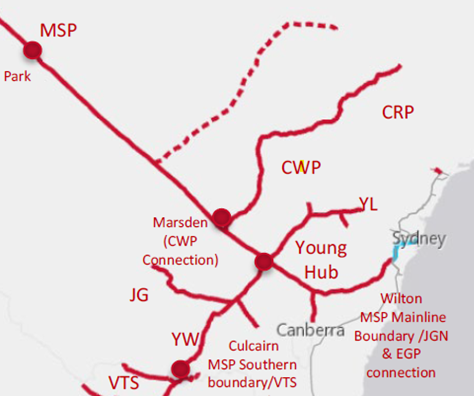 MSP
Park
CRP
CWP
YL
Marsden
(CWP
Connection)
Sydney
Young
Hub
JG
Wilton
MSP Mainline
Boundary /JGN
& EGP
connection
Canberra
YW
Culcairn
MSP Southern
boundary/VTS
VTS